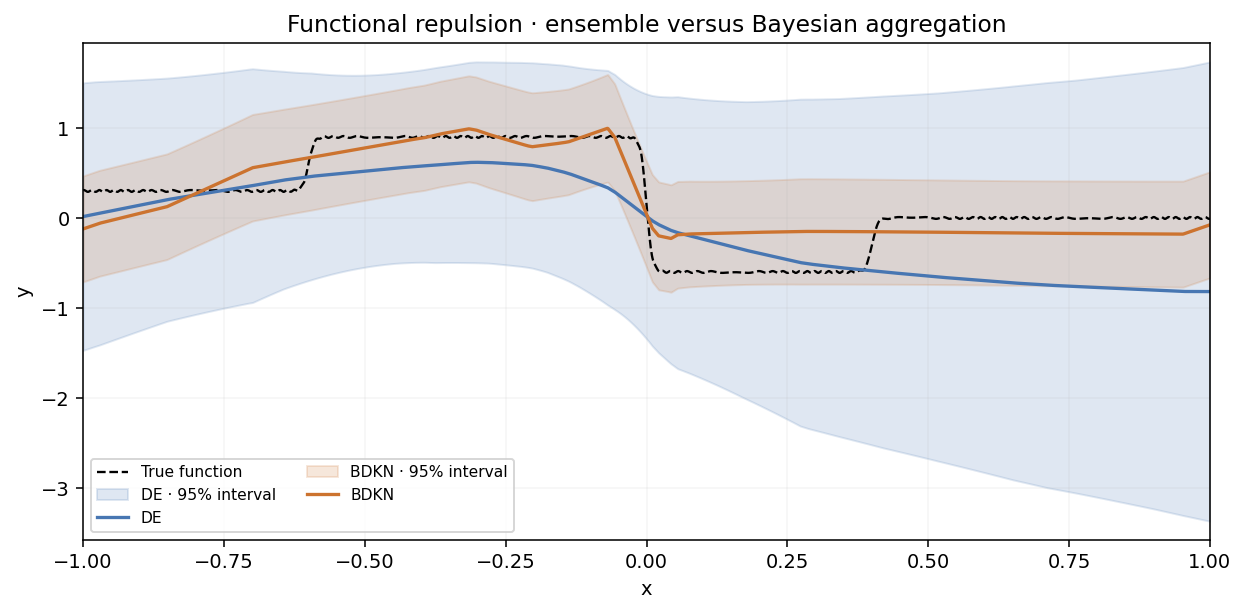 Functional repulsion · ensemble versus Bayesian aggregation
y
1
0
−1
−2
−3
True function
DE · 95% interval
DE
BDKN · 95% interval
BDKN
−1.00 −0.75 −0.50 −0.25 0.00 0.25 0.50 0.75 1.00
x